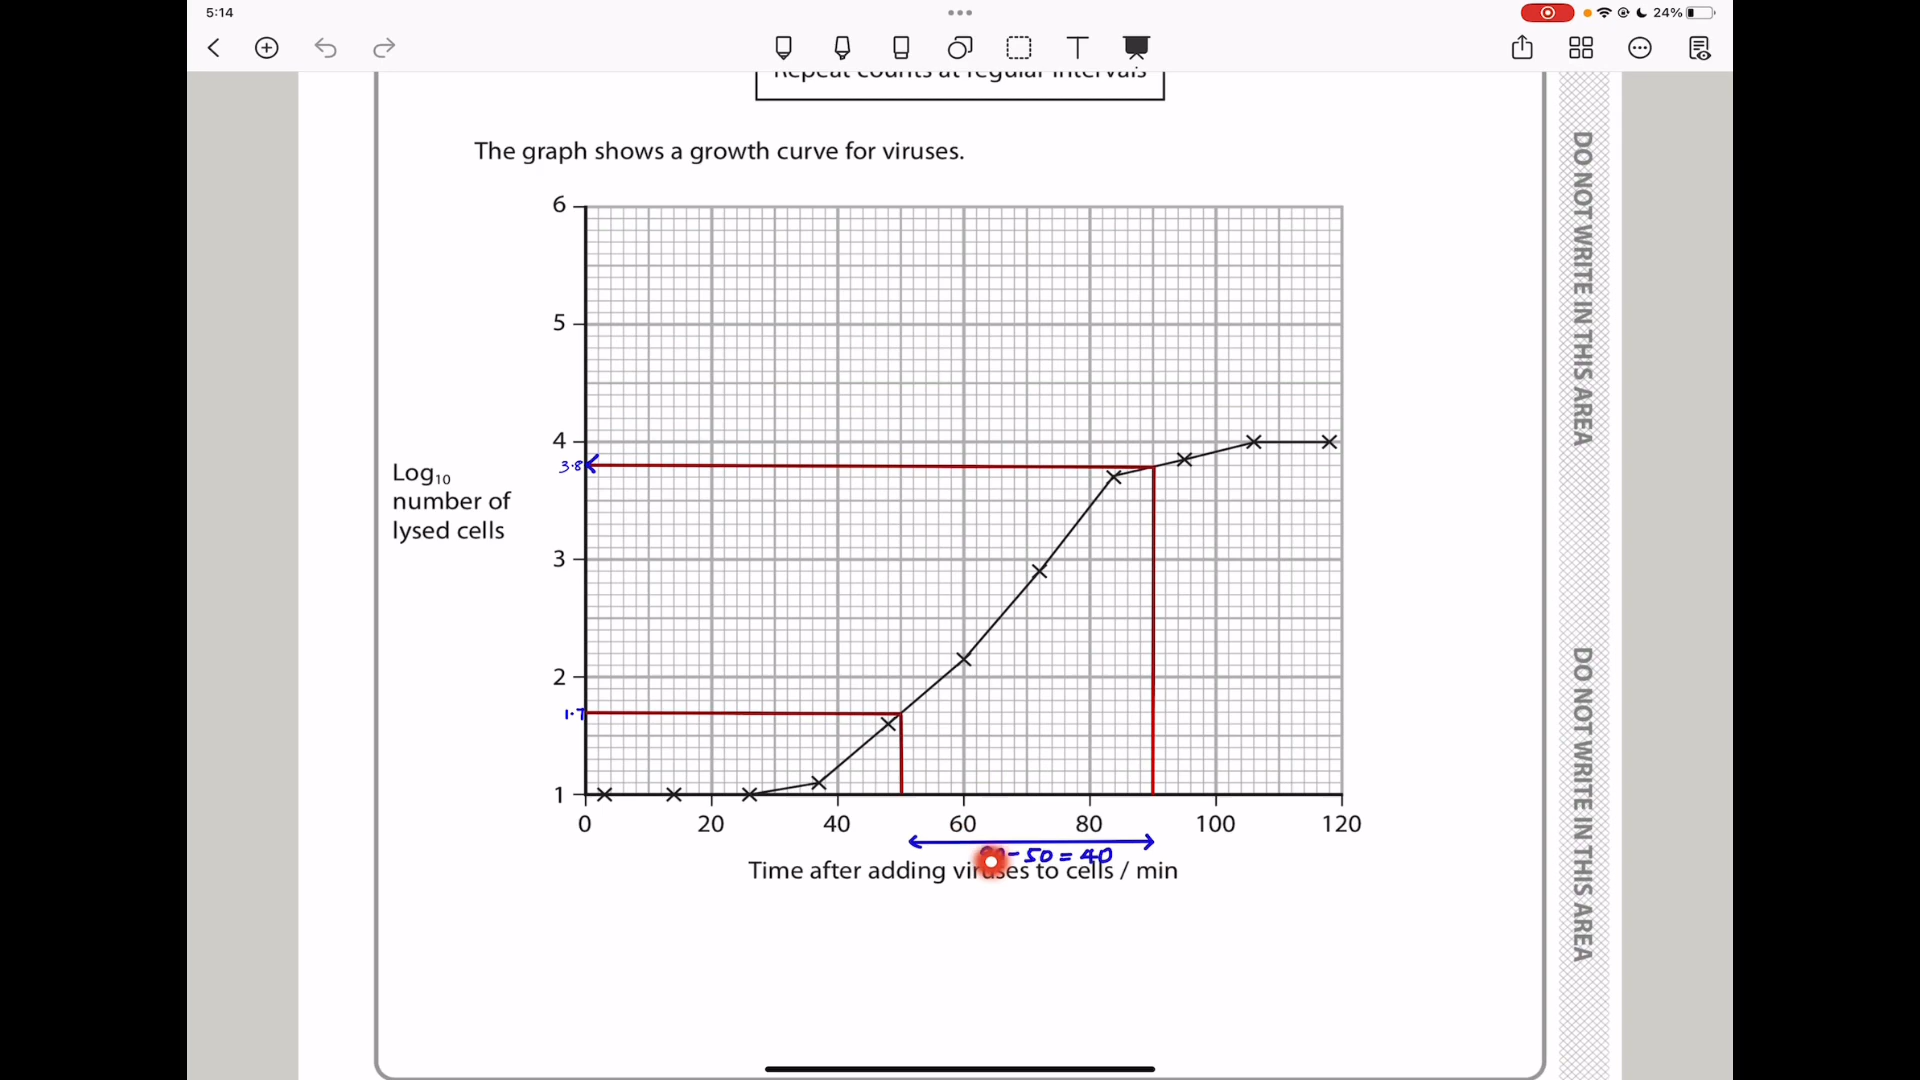 5:14
24%
Repeat counts at regular intervals
The graph shows a growth curve for viruses.
6
5
4
3.8
3
2
1.7
1
Log10
number of
lysed cells
0 20 40 60 80 100 120
- 50 = 40
Time after adding viruses to cells / min
DO NOT WRITE IN THIS AREA
DO NOT WRITE IN THIS AREA